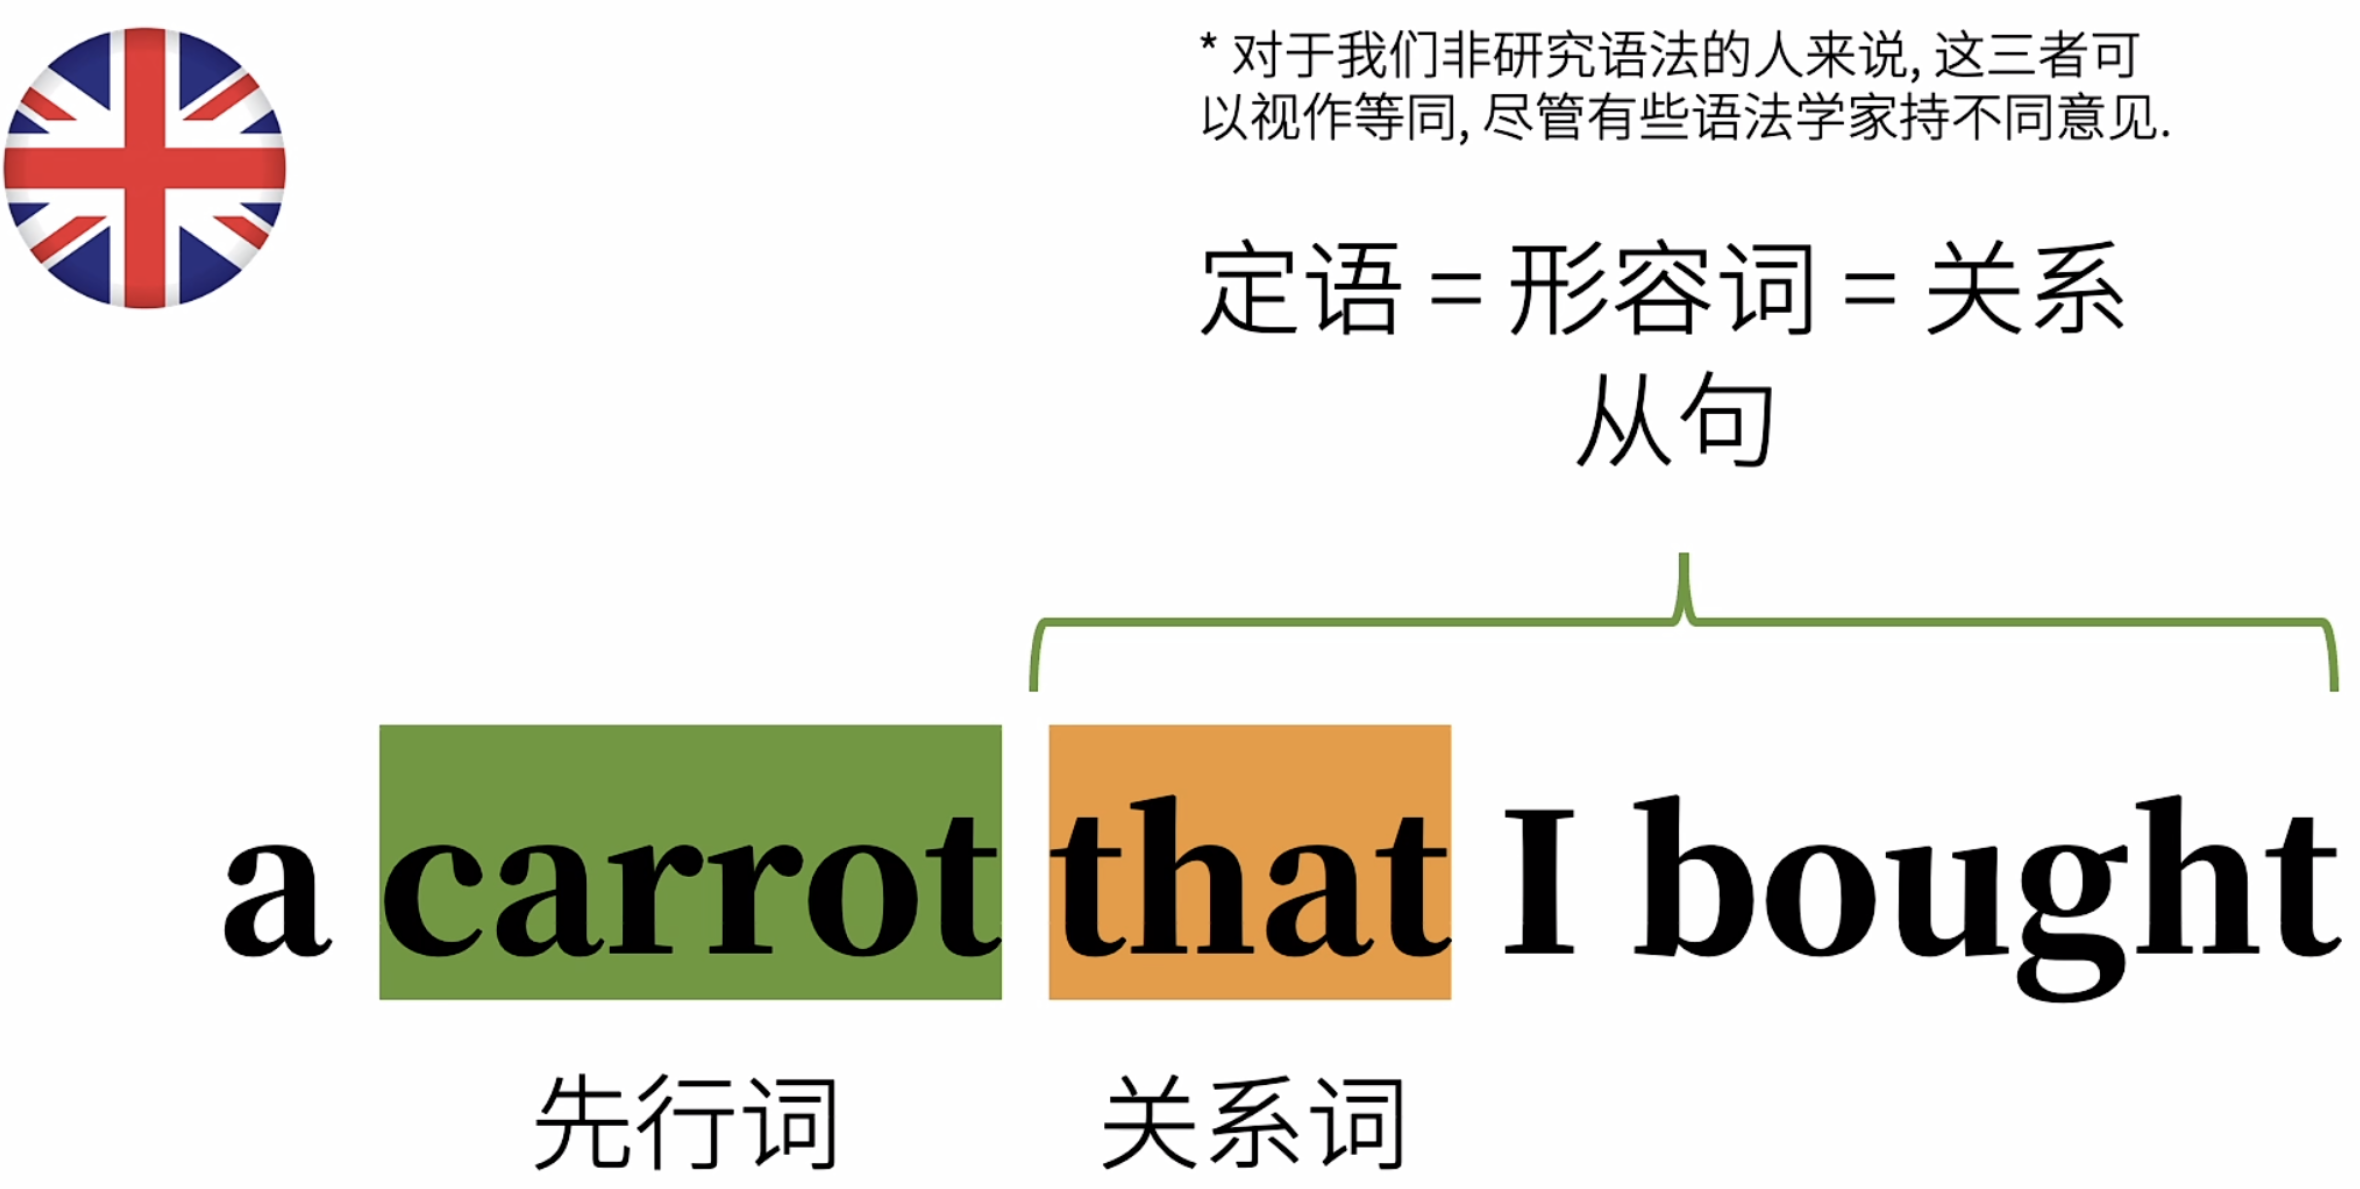 * 对于我们非研究语法的人来说, 这三者可
以视作等同, 尽管有些语法学家持不同意见.
定语 = 形容词 = 关系
从句
a carrot that I bought
先行词 关系词